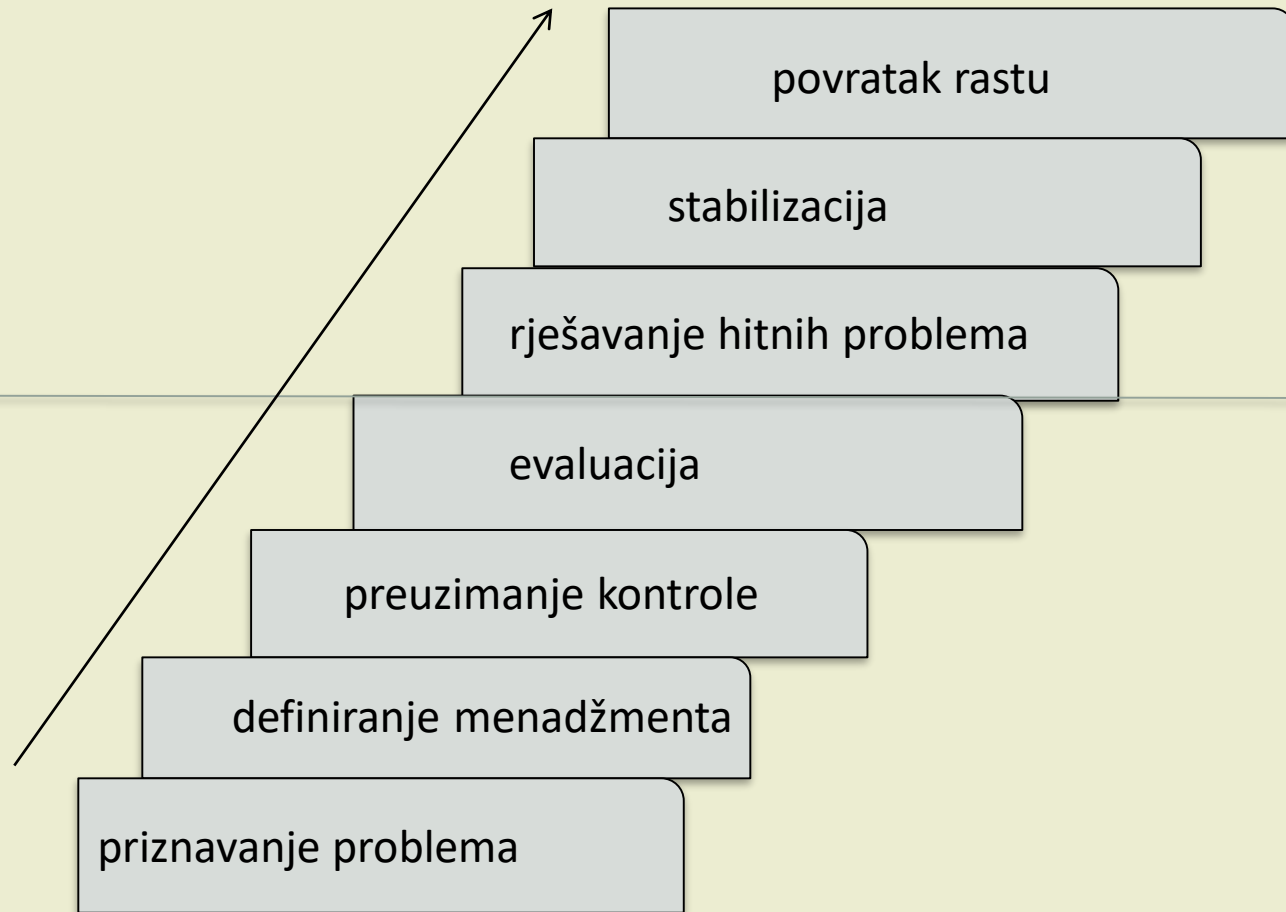 povratak rastu
stabilizacija
rješavanje hitnih problema
evaluacija
preuzimanje kontrole
definiranje menadžmenta
priznavanje problema